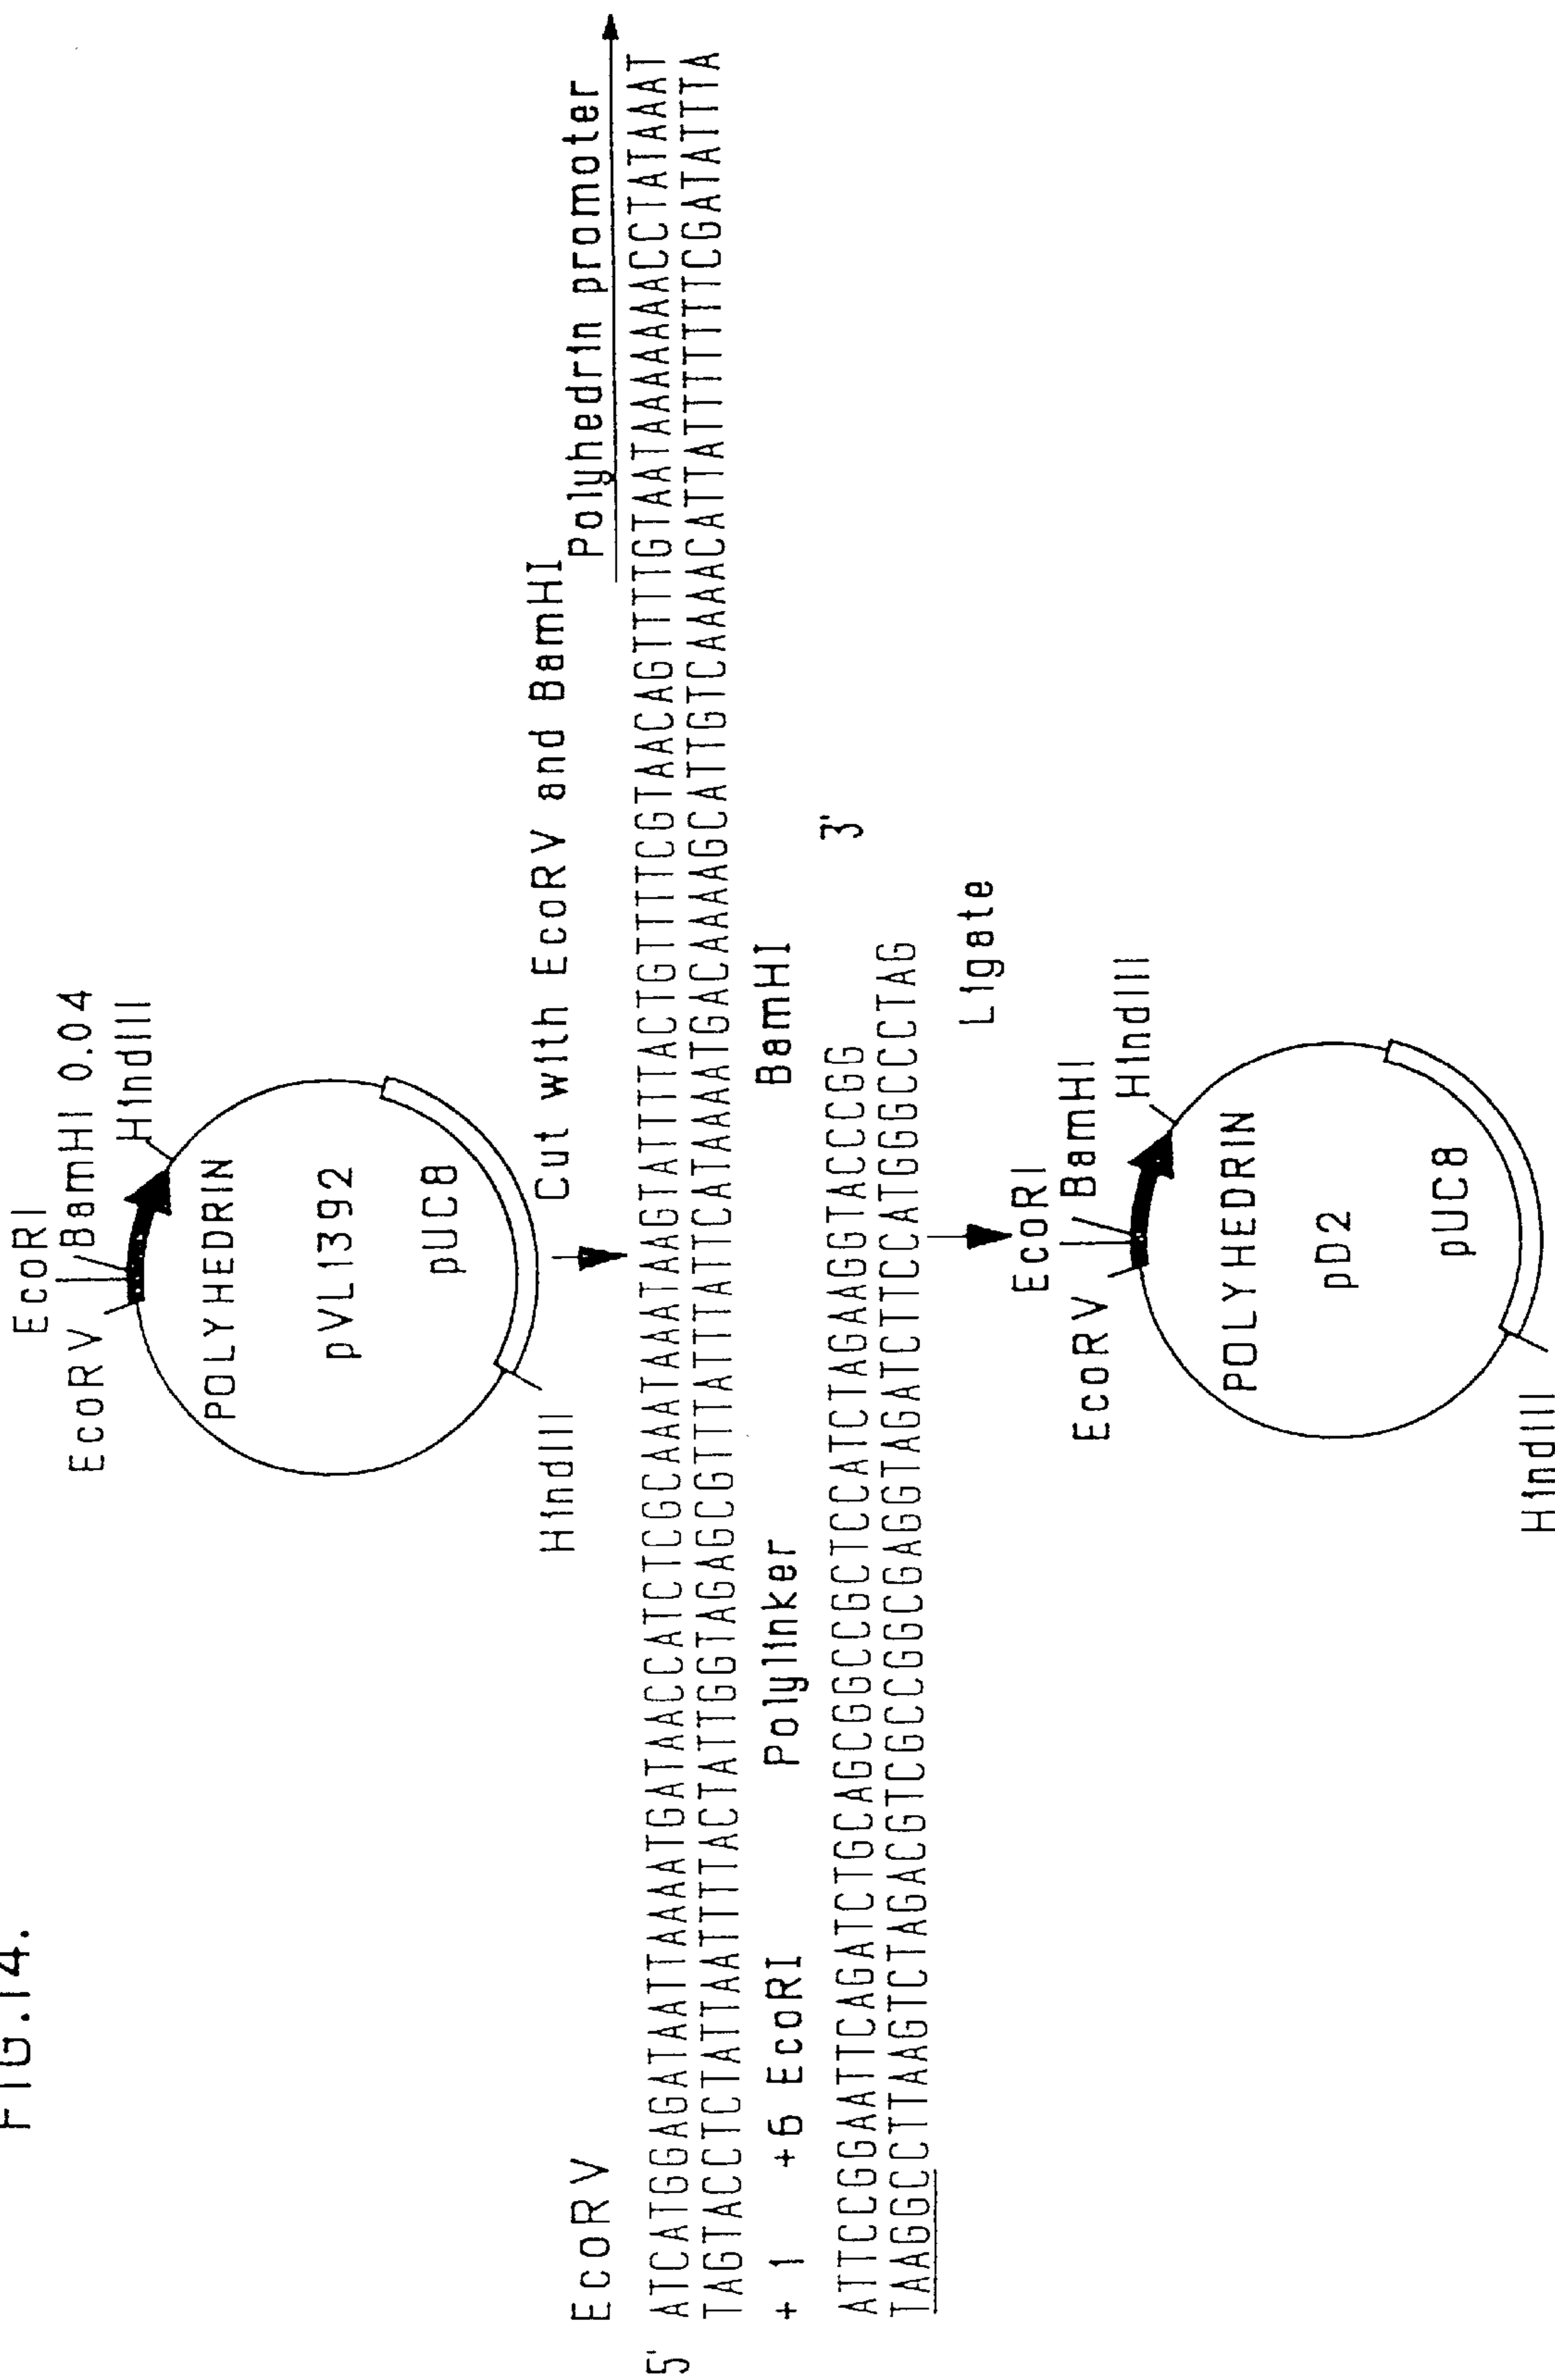 FIG.14.
EcoRI
EcoRV
BamHI 0.04
HindIII
POLYHEDRIN
pVL1392
pUC8
HindIII
Cut with EcoRV and BamHI
EcoRV
Polyhedrin promoter
5' ATCATGGAGATAATTAAAATGATAACCATCTCGCAAATAAATAAGTATTTTACTGTTTTCGTAACAGTTTTGTAATAAAAAAACCTATAAAT
TAGTACCTCTATTAATTTTACTATTGGTAGAGCGTTTATTTATTCATAAAATGACAAAAGCATTGTCAAAACATTATTTTTTTCGATATTTA
+ 1 +6 EcoRI Polylinker BamHI
3'
ATTCCGGAATTCAGATCTGCAGCGGCCGCTCCATCTAGAAGGTACCCGG
TAAGGCCTTAAGTCTAGACGTCGCCGGCGAGGTAGATCTTCCATGGGCCCTAG
Ligate
EcoRI
EcoRV
BamHI
HindIII
POLYHEDRIN
pD2
pUC8
HindIII